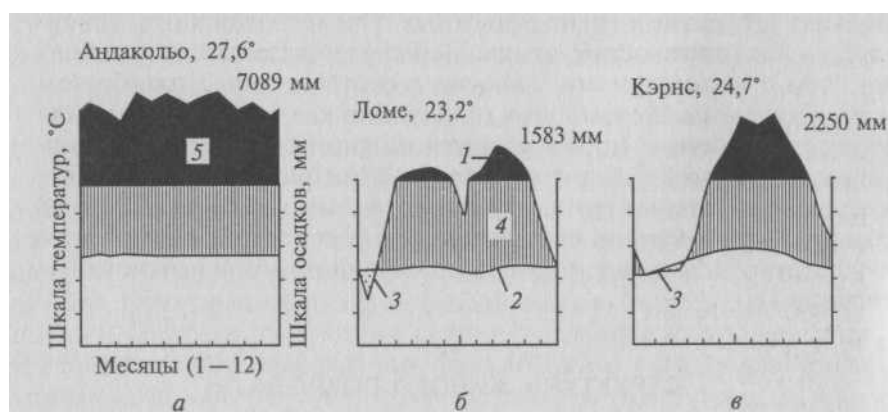 Андакольо, 27,6°
7089 мм
Шкала температур, °С
5
Месяцы (1—12)
а
Ломе, 23,2°
1583 мм
Шкала осадков, мм
1
4
3
2
б
Кэрнс, 24,7°
2250 мм
3
в